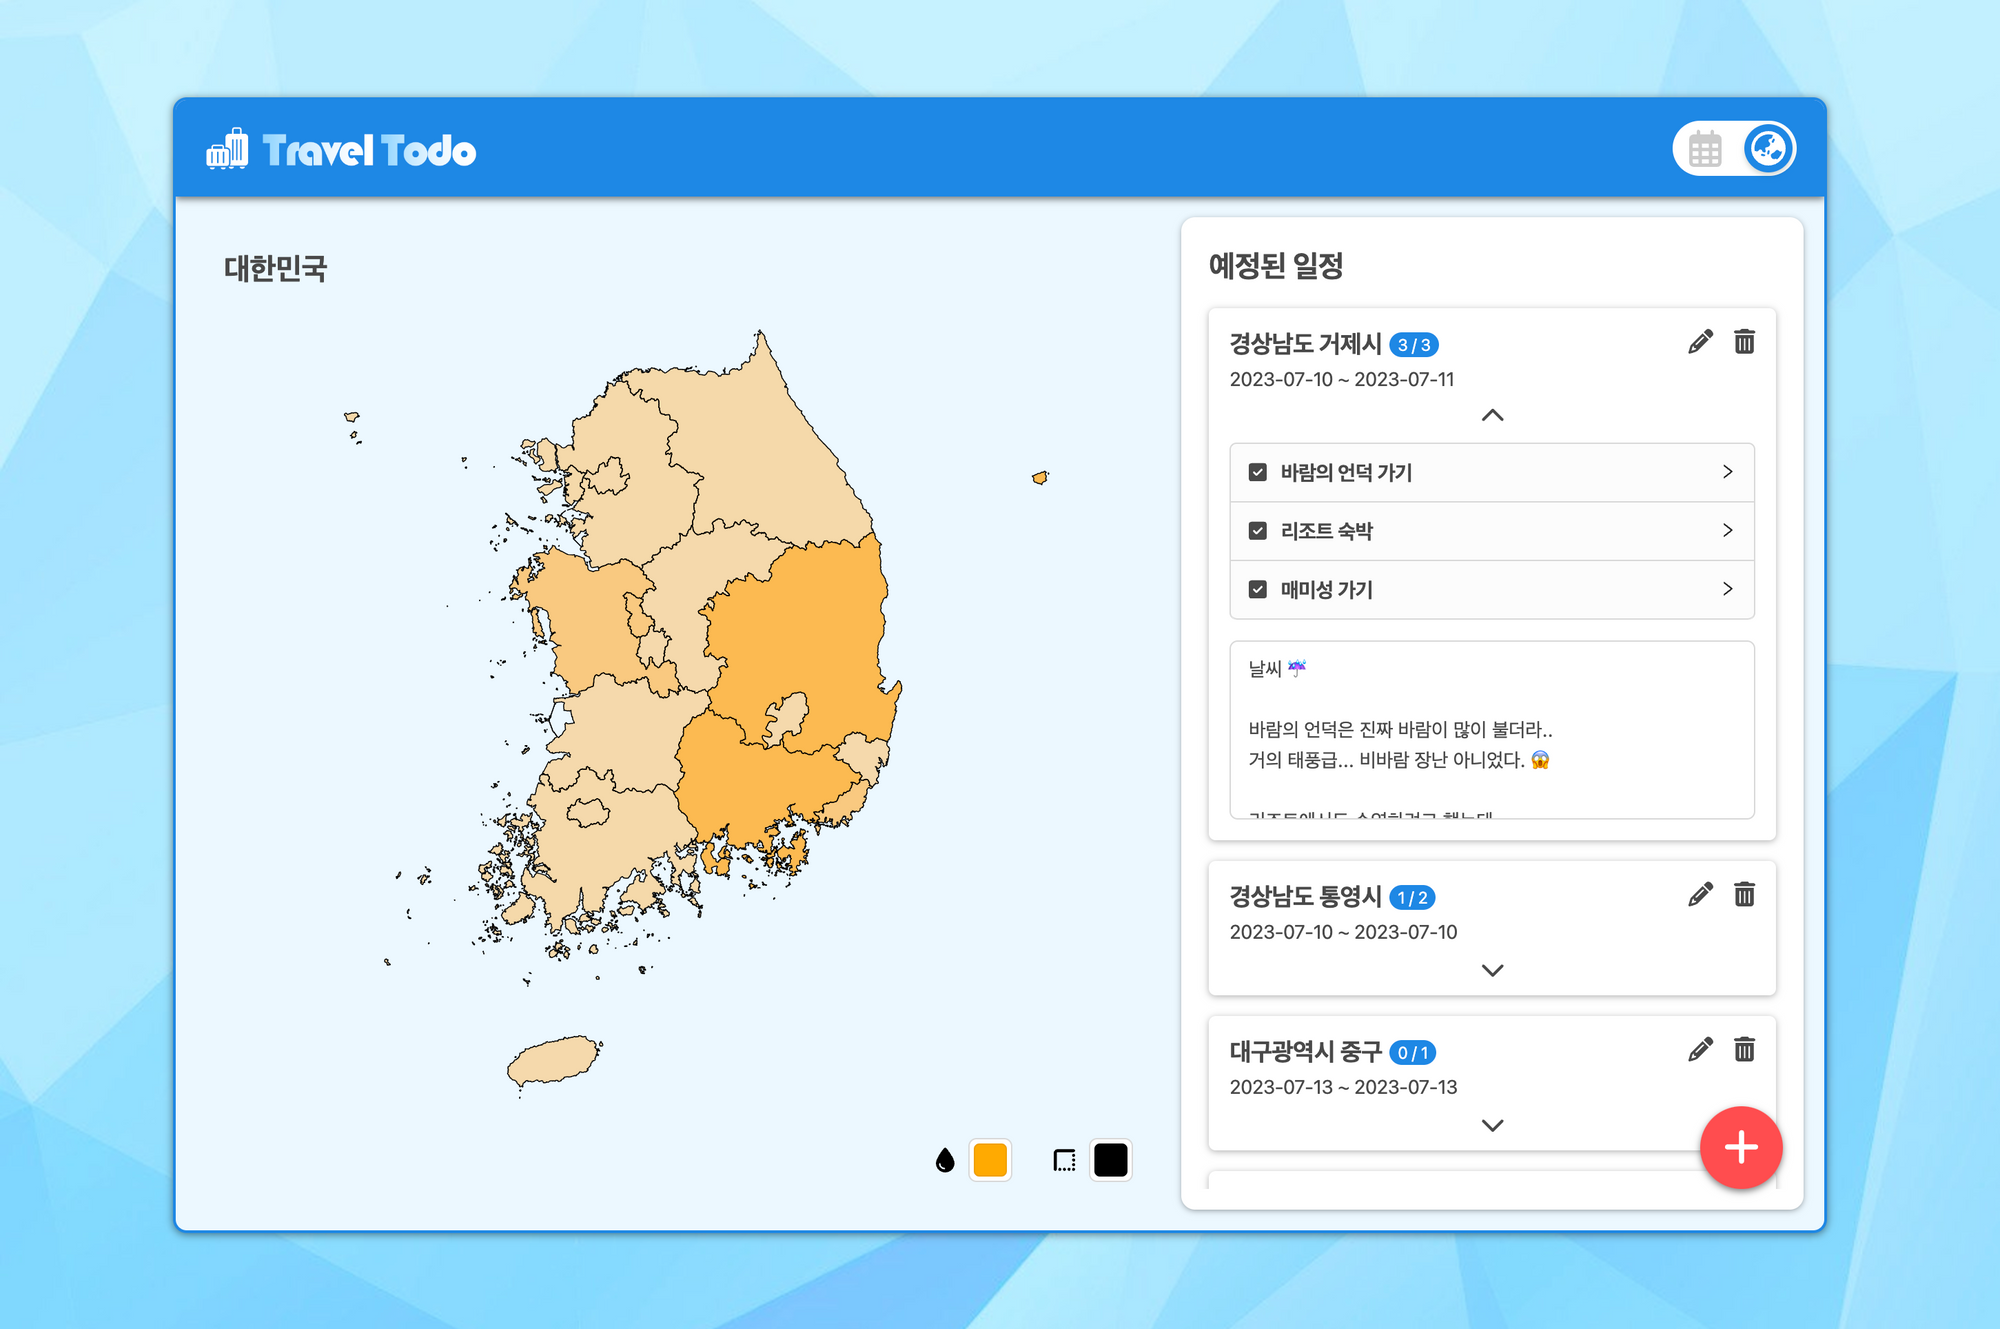 Travel Todo
대한민국
예정된 일정
경상남도 거제시 3 / 3
2023-07-10 ~ 2023-07-11
바람의 언덕 가기
리조트 숙박
매미성 가기
날씨 ☔
바람의 언덕은 진짜 바람이 많이 불더라..
거의 태풍급... 비바람 장난 아니었다. 😱
경상남도 통영시 1 / 2
2023-07-10 ~ 2023-07-10
대구광역시 중구 0 / 1
2023-07-13 ~ 2023-07-13